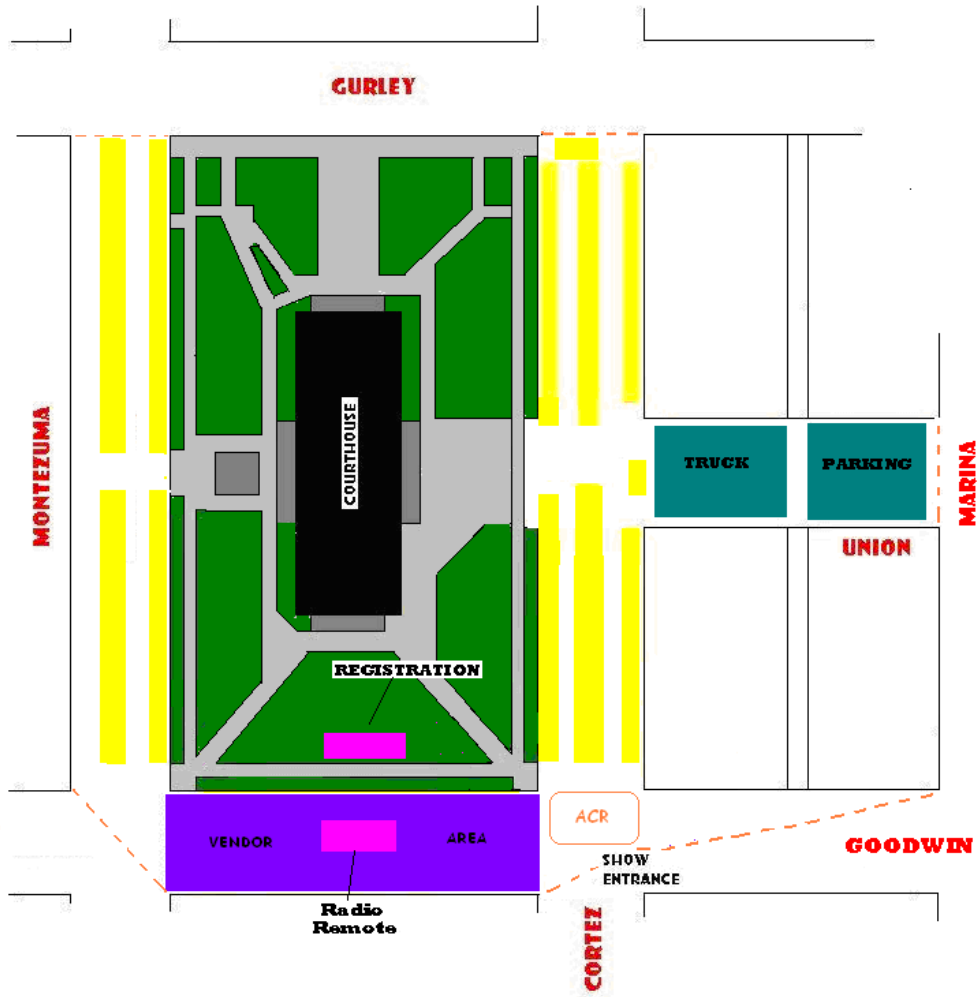 GURLEY
MONTEZUMA
COURTHOUSE
TRUCK
PARKING
MARINA
UNION
REGISTRATION
VENDOR
AREA
ACR
GOODWIN
SHOW
ENTRANCE
Radio
Remote
CORTEZ